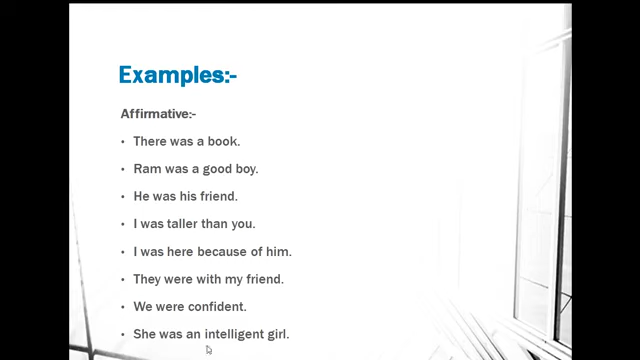 Examples:-
Affirmative:-
• There was a book.
• Ram was a good boy.
• He was his friend.
• I was taller than you.
• I was here because of him.
• They were with my friend.
• We were confident.
• She was an intelligent girl.